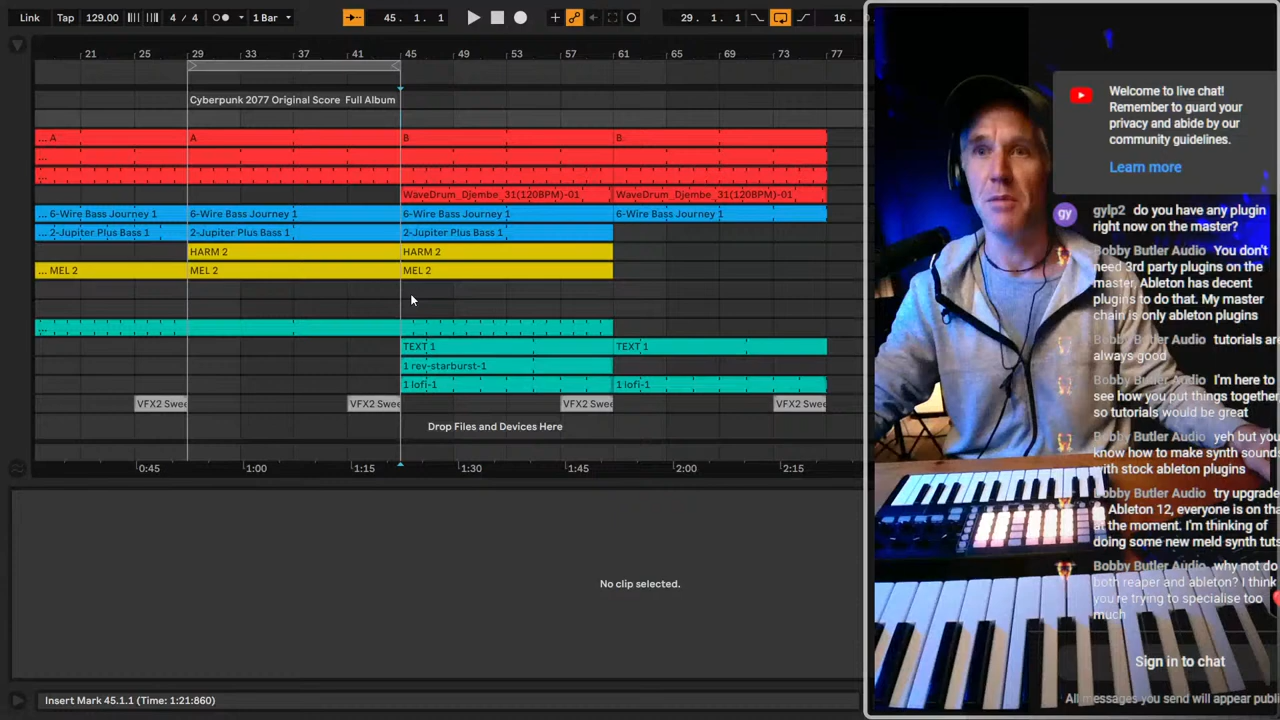 Link Tap 129.00 4 / 4 1 Bar 45. 1. 1 29. 1. 1 16.
21 25 29 33 37 41 45 49 53 57 61 65 69 73 77
Cyberpunk 2077 Original Score Full Album
... A A B B
...
...
WaveDrum_Djembe_31(120BPM)-01 WaveDrum_Djembe_31(120BPM)-01
... 6-Wire Bass Journey 1 6-Wire Bass Journey 1 6-Wire Bass Journey 1 6-Wire Bass Journey 1
... 2-Jupiter Plus Bass 1 2-Jupiter Plus Bass 1 2-Jupiter Plus Bass 1
HARM 2 HARM 2
... MEL 2 MEL 2 MEL 2
...
TEXT 1 TEXT 1
1 rev-starburst-1
1 lofi-1 1 lofi-1
VFX2 Swee VFX2 Swee VFX2 Swee VFX2 Swee
Drop Files and Devices Here
0:45 1:00 1:15 1:30 1:45 2:00 2:15
No clip selected.
Insert Mark 45.1.1 (Time: 1:21:860)
Welcome to live chat!
Remember to guard your
privacy and abide by our
community guidelines.
Learn more
gy gylp2 do you have any plugin
right now on the master?
Bobby Butler Audio You don't
need 3rd party plugins on the
master, Ableton has decent
plugins to do that. My master
chain is only ableton plugins
Bobby Butler Audio tutorials are
always good
Bobby Butler Audio I'm here to
see how you put things together
so tutorials would be great
Bobby Butler Audio yeh but you
know how to make synth sounds
with stock ableton plugins
Bobby Butler Audio try upgrade
to Ableton 12, everyone is on tha
at the moment. I'm thinking of
doing some new meld synth tuts
Bobby Butler Audio why not do
both reaper and ableton? I think
you're trying to specialise too
much
Sign in to chat
All messages you send will appear publi